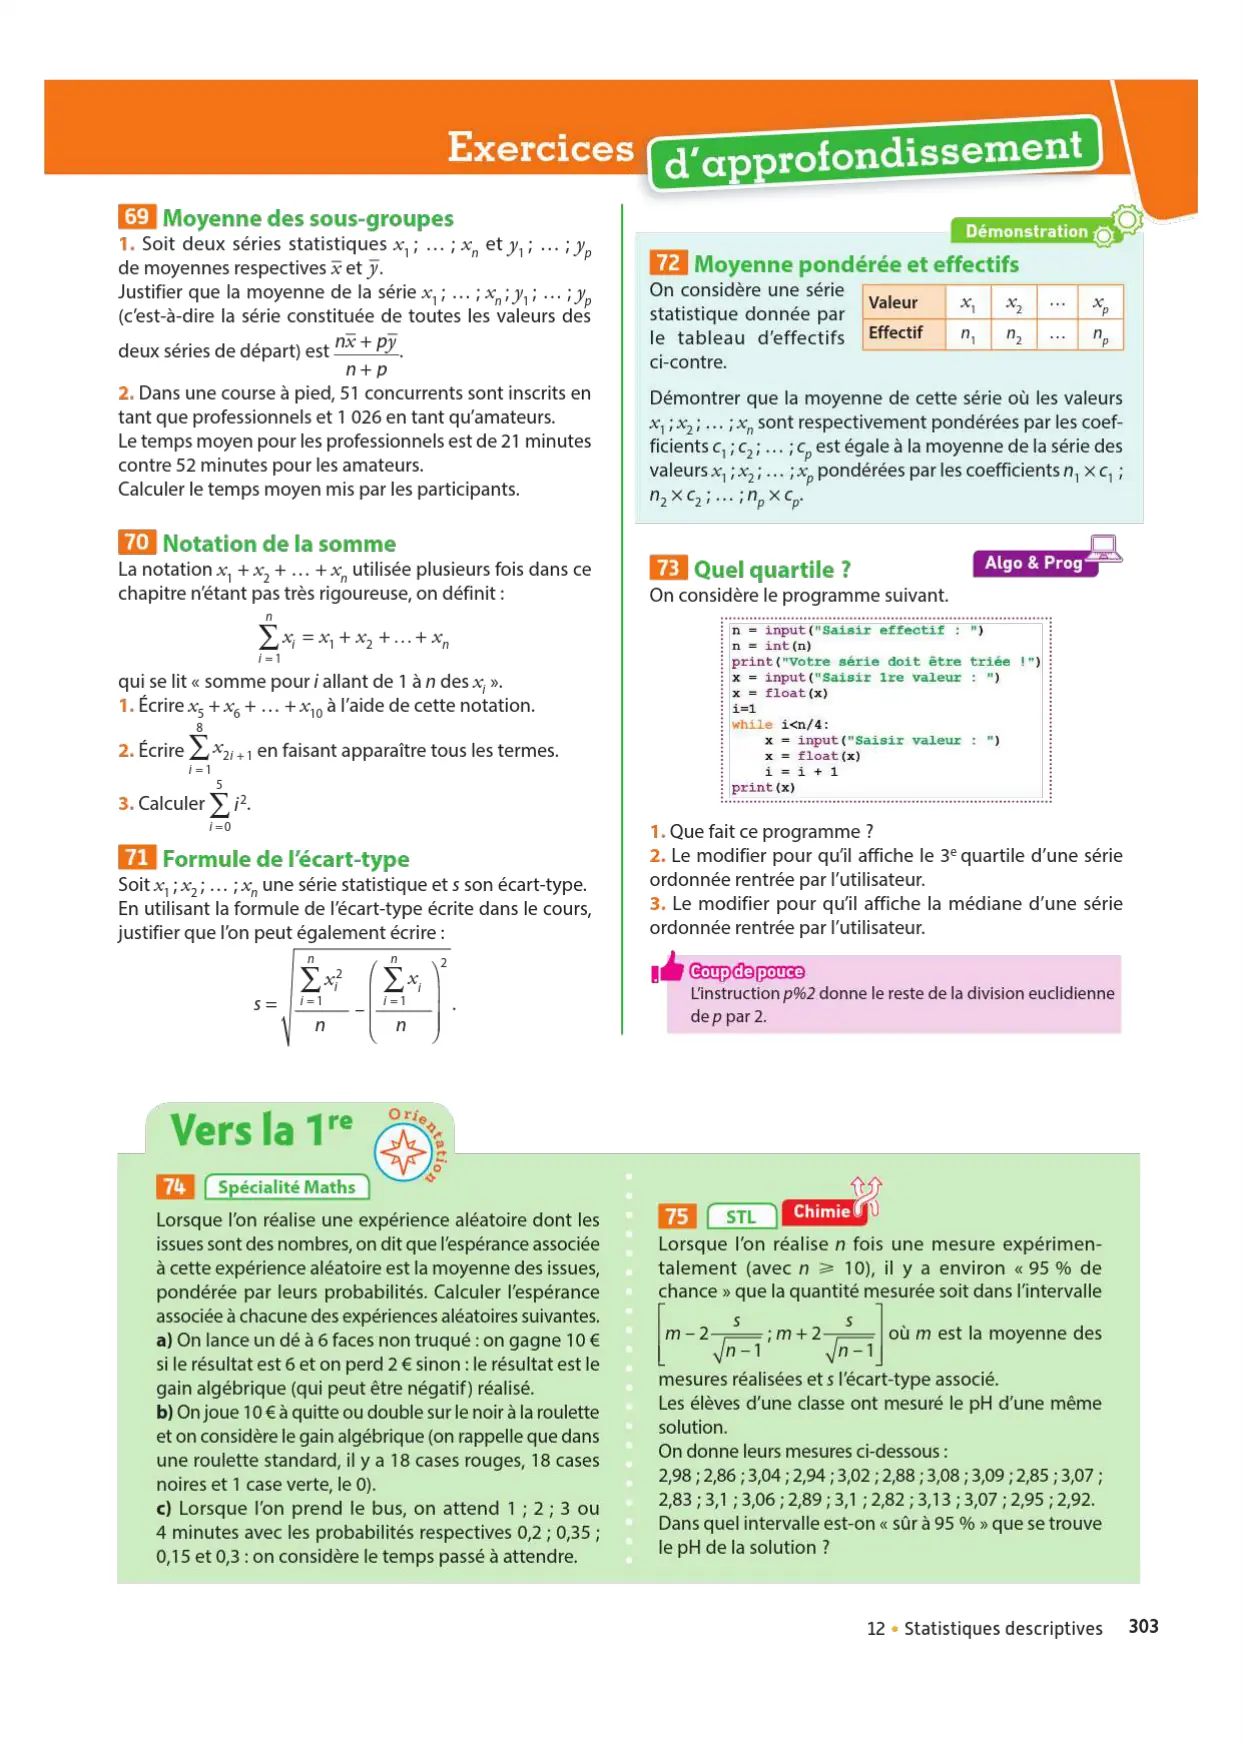 Exercices d'approfondissement
69 Moyenne des sous-groupes
1. Soit deux séries statistiques x₁ ; … ; xₙ et y₁ ; … ; yₚ
de moyennes respectives x̅ et y̅.
Justifier que la moyenne de la série x₁ ; … ; xₙ ; y₁ ; … ; yₚ
(c'est-à-dire la série constituée de toutes les valeurs des
deux séries de départ) est (nx̅ + py̅)/(n + p).
2. Dans une course à pied, 51 concurrents sont inscrits en
tant que professionnels et 1 026 en tant qu'amateurs.
Le temps moyen pour les professionnels est de 21 minutes
contre 52 minutes pour les amateurs.
Calculer le temps moyen mis par les participants.
70 Notation de la somme
La notation x₁ + x₂ + … + xₙ utilisée plusieurs fois dans ce
chapitre n'étant pas très rigoureuse, on définit :
n
∑ xᵢ = x₁ + x₂ + … + xₙ
i = 1
qui se lit « somme pour i allant de 1 à n des xᵢ ».
1. Écrire x₅ + x₆ + … + x₁₀ à l'aide de cette notation.
8
2. Écrire ∑ x₂ᵢ₊₁ en faisant apparaître tous les termes.
i = 1
5
3. Calculer ∑ i².
i = 0
71 Formule de l'écart-type
Soit x₁ ; x₂ ; … ; xₙ une série statistique et s son écart-type.
En utilisant la formule de l'écart-type écrite dans le cours,
justifier que l'on peut également écrire :
s = √( (∑ᵢ₌₁ⁿ xᵢ²)/n − ( (∑ᵢ₌₁ⁿ xᵢ)/n )² ) .
Démonstration
72 Moyenne pondérée et effectifs
On considère une série
statistique donnée par
le tableau d'effectifs
ci-contre.
Valeur x₁ x₂ … xₚ
Effectif n₁ n₂ … nₚ
Démontrer que la moyenne de cette série où les valeurs
x₁ ; x₂ ; … ; xₙ sont respectivement pondérées par les coef-
ficients c₁ ; c₂ ; … ; cₚ est égale à la moyenne de la série des
valeurs x₁ ; x₂ ; … ; xₚ pondérées par les coefficients n₁ × c₁ ;
n₂ × c₂ ; … ; nₚ × cₚ.
73 Quel quartile ?
Algo & Prog
On considère le programme suivant.
n = input("Saisir effectif : ")
n = int(n)
print("Votre série doit être triée !")
x = input("Saisir 1re valeur : ")
x = float(x)
i=1
while i<n/4:
    x = input("Saisir valeur : ")
    x = float(x)
    i = i + 1
print(x)
1. Que fait ce programme ?
2. Le modifier pour qu'il affiche le 3ᵉ quartile d'une série
ordonnée rentrée par l'utilisateur.
3. Le modifier pour qu'il affiche la médiane d'une série
ordonnée rentrée par l'utilisateur.
Coup de pouce
L'instruction p%2 donne le reste de la division euclidienne
de p par 2.
Vers la 1re
Orientation
74 Spécialité Maths
Lorsque l'on réalise une expérience aléatoire dont les
issues sont des nombres, on dit que l'espérance associée
à cette expérience aléatoire est la moyenne des issues,
pondérée par leurs probabilités. Calculer l'espérance
associée à chacune des expériences aléatoires suivantes.
a) On lance un dé à 6 faces non truqué : on gagne 10 €
si le résultat est 6 et on perd 2 € sinon : le résultat est le
gain algébrique (qui peut être négatif) réalisé.
b) On joue 10 € à quitte ou double sur le noir à la roulette
et on considère le gain algébrique (on rappelle que dans
une roulette standard, il y a 18 cases rouges, 18 cases
noires et 1 case verte, le 0).
c) Lorsque l'on prend le bus, on attend 1 ; 2 ; 3 ou
4 minutes avec les probabilités respectives 0,2 ; 0,35 ;
0,15 et 0,3 : on considère le temps passé à attendre.
75 STL Chimie
Lorsque l'on réalise n fois une mesure expérimen-
talement (avec n ⩾ 10), il y a environ « 95 % de
chance » que la quantité mesurée soit dans l'intervalle
[m − 2 s/√(n − 1) ; m + 2 s/√(n − 1)] où m est la moyenne des
mesures réalisées et s l'écart-type associé.
Les élèves d'une classe ont mesuré le pH d'une même
solution.
On donne leurs mesures ci-dessous :
2,98 ; 2,86 ; 3,04 ; 2,94 ; 3,02 ; 2,88 ; 3,08 ; 3,09 ; 2,85 ; 3,07 ;
2,83 ; 3,1 ; 3,06 ; 2,89 ; 3,1 ; 2,82 ; 3,13 ; 3,07 ; 2,95 ; 2,92.
Dans quel intervalle est-on « sûr à 95 % » que se trouve
le pH de la solution ?
12 • Statistiques descriptives 303